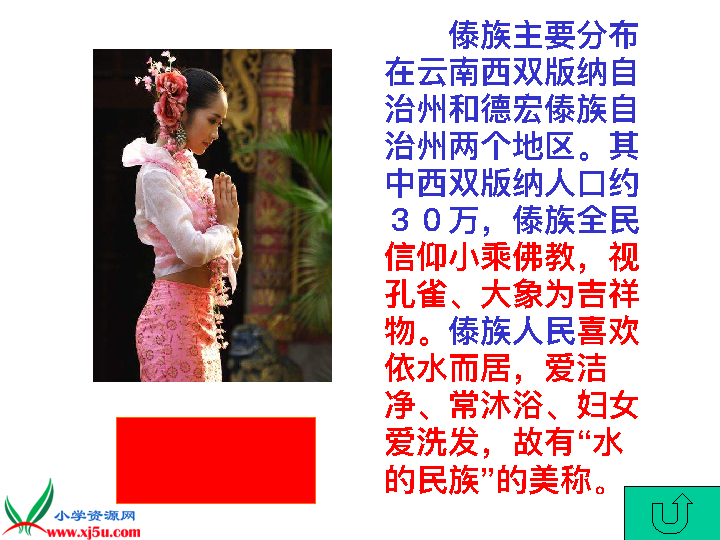 傣族主要分布
在云南西双版纳自
治州和德宏傣族自
治州两个地区。其
中西双版纳人口约
３０万，傣族全民
信仰小乘佛教，视
孔雀、大象为吉祥
物。傣族人民喜欢
依水而居，爱洁
净、常沐浴、妇女
爱洗发，故有“水
的民族”的美称。
小学资源网
www.xj5u.com